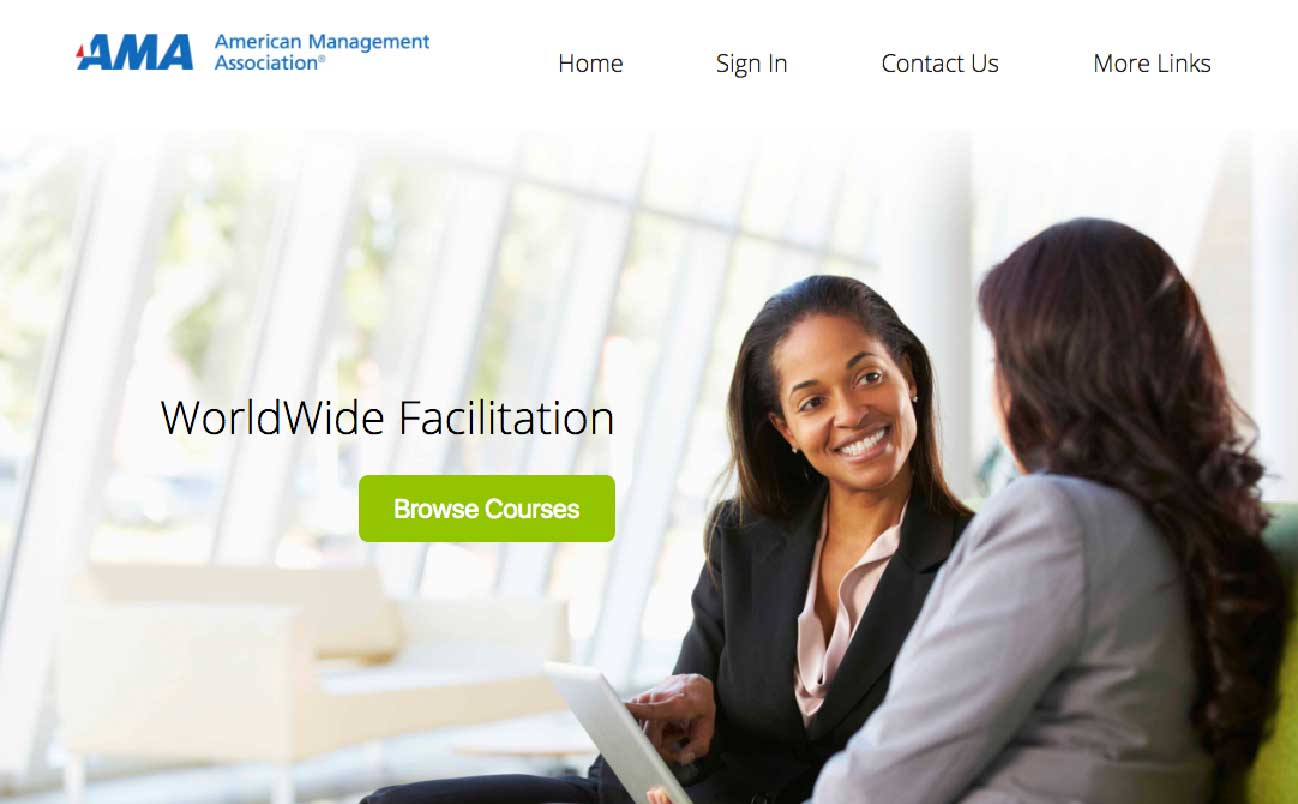 AMA
American Management
Association®
Home
Sign In
Contact Us
More Links
WorldWide Facilitation
Browse Courses